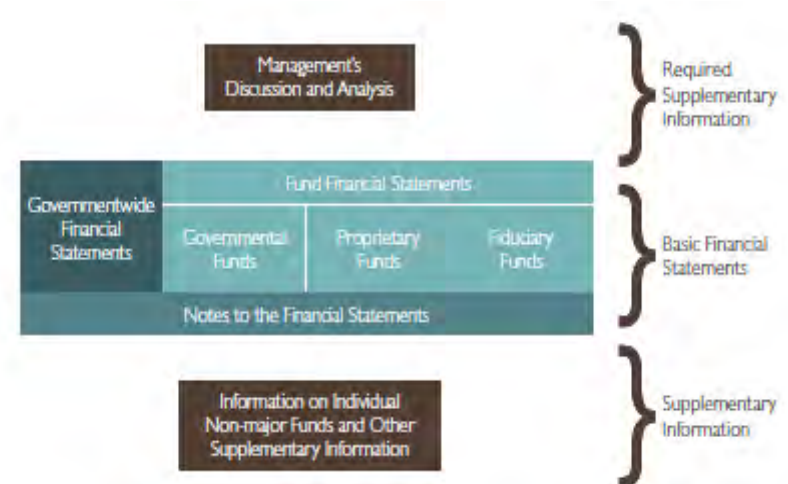 Management's
Discussion and Analysis
Required
Supplementary
Information
Governmentwide
Financial
Statements
Fund Financial Statements
Governmental
Funds
Proprietary
Funds
Fiduciary
Funds
Basic Financial
Statements
Notes to the Financial Statements
Information on Individual
Non-major Funds and Other
Supplementary Information
Supplementary
Information